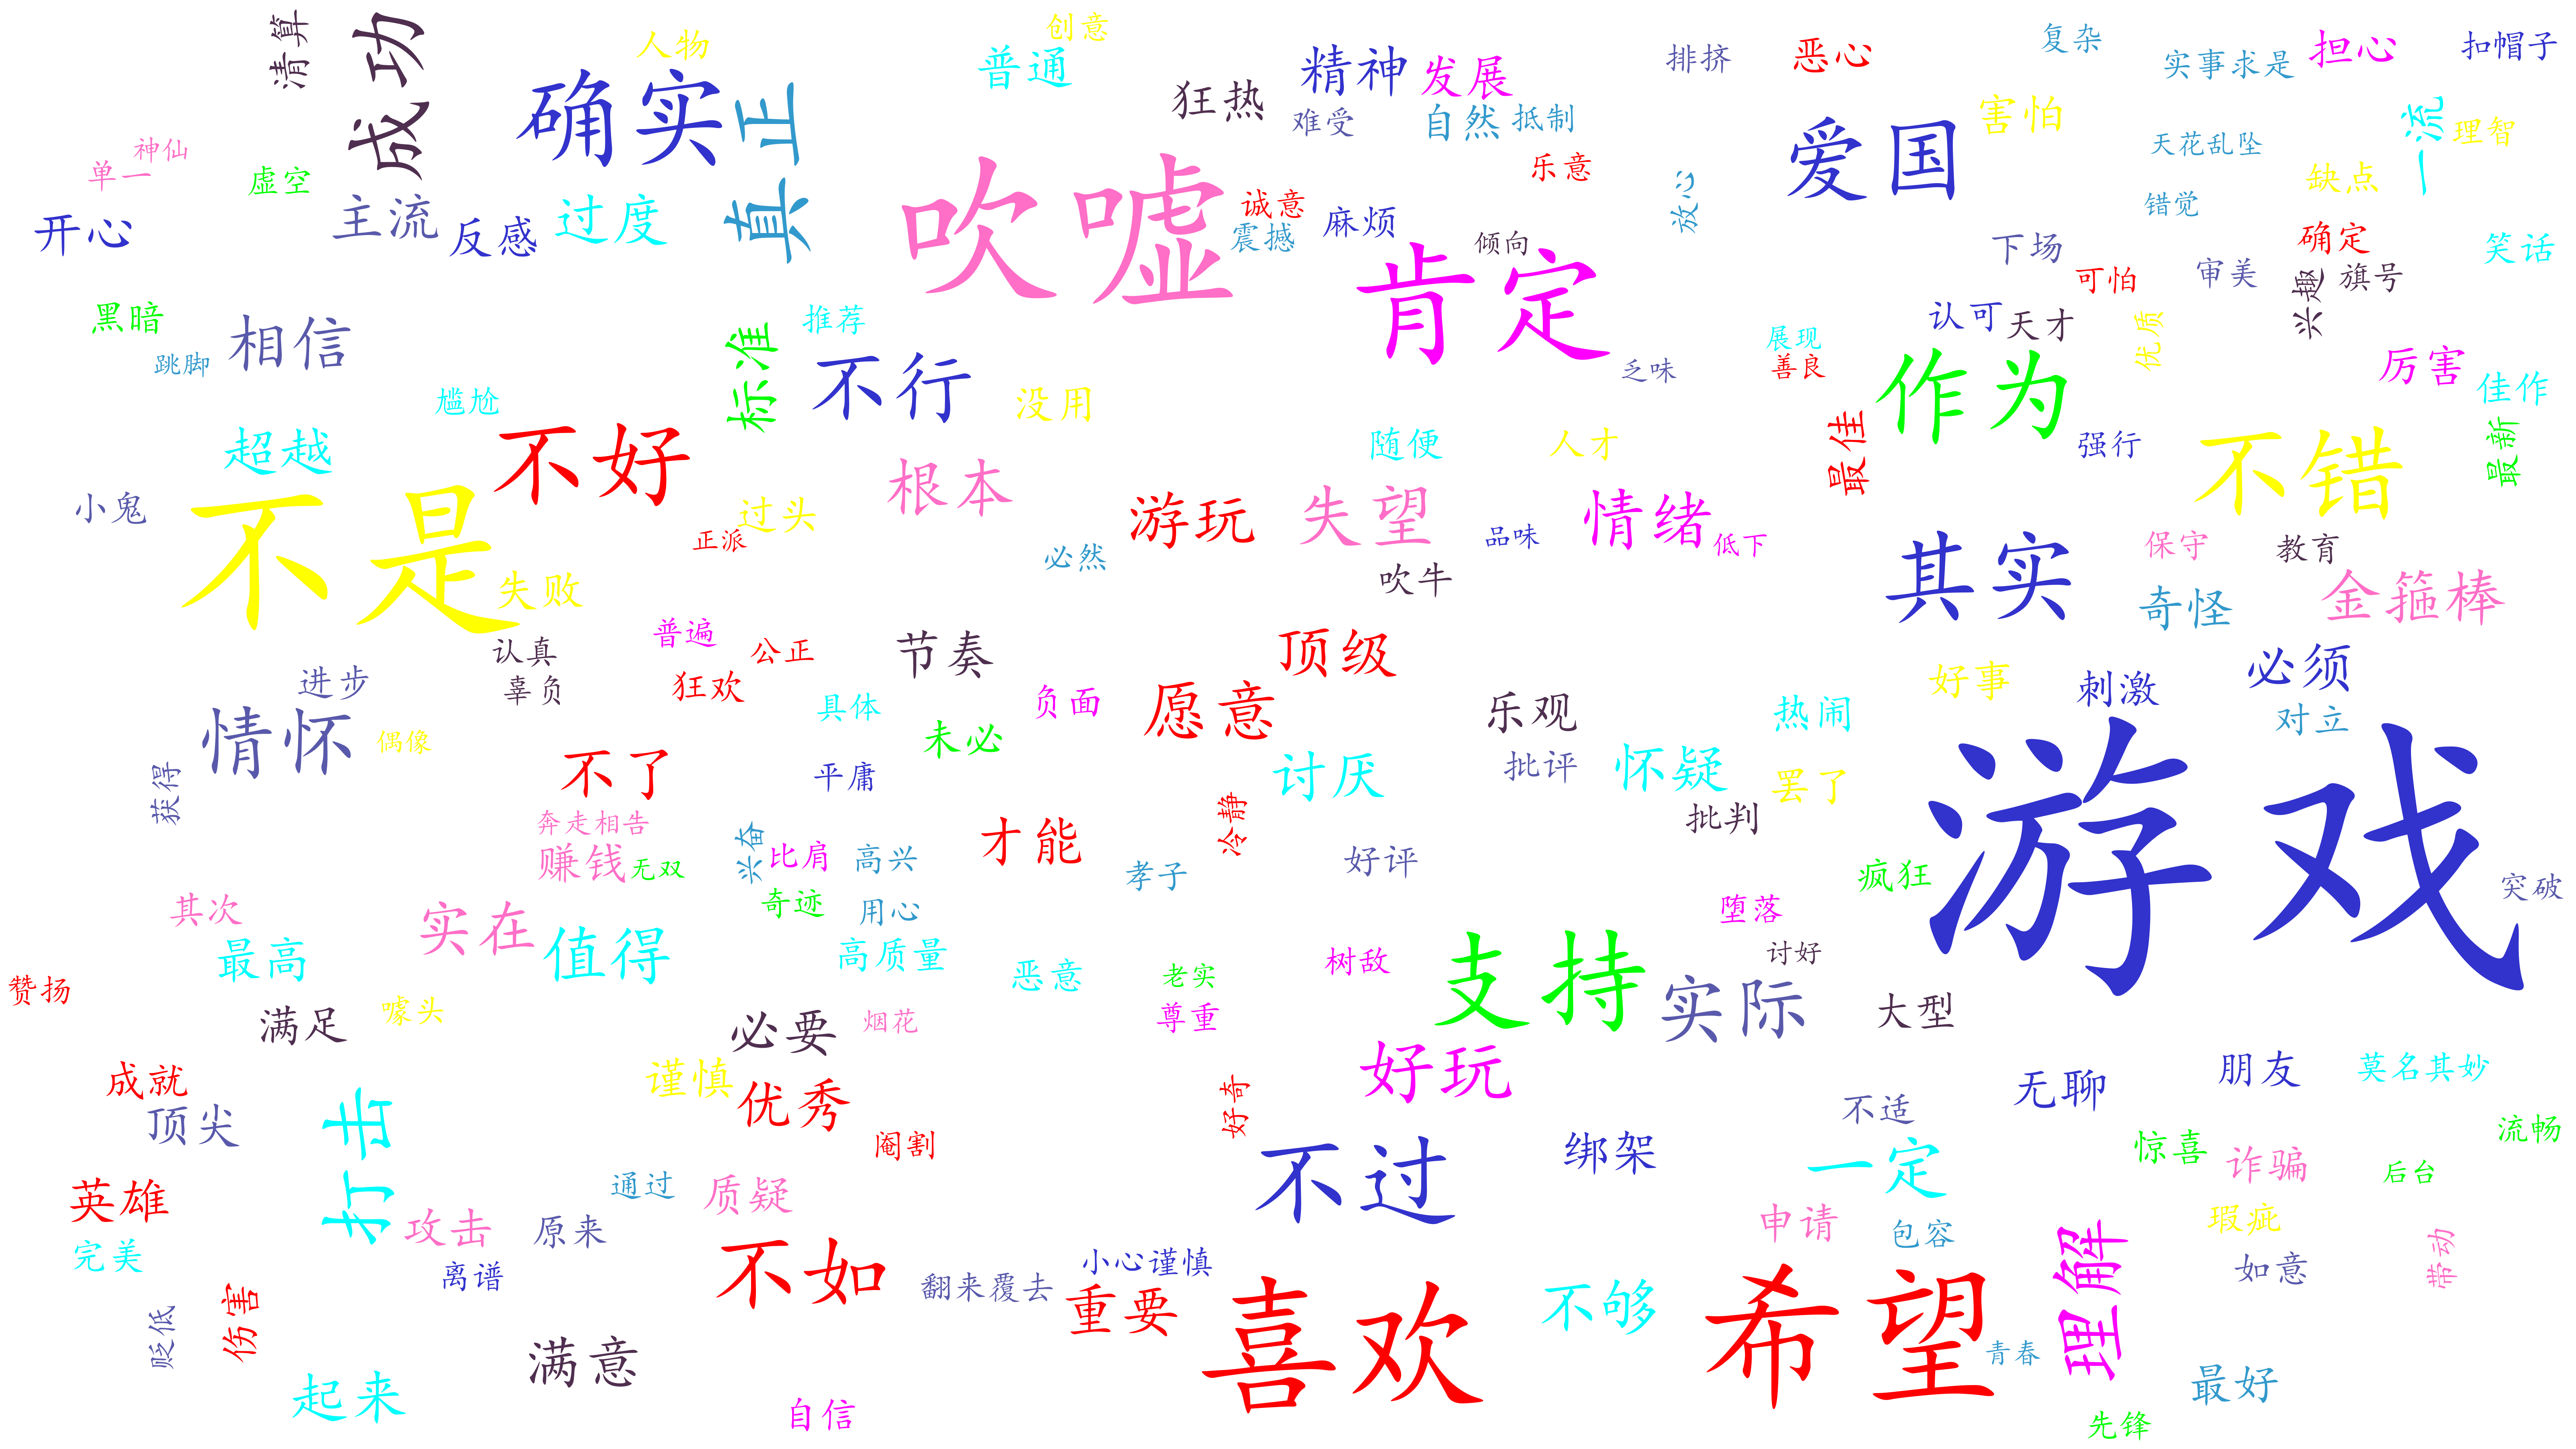 清算
成功
人物
创意
确实
真正
普通
狂热
精神
发展
难受
自然
抵制
排挤
恶心
复杂
实事求是
担心
扣帽子
爱国
害怕
一流
理智
天花乱坠
缺点
错觉
神仙
单一
虚空
开心
主流
反感
过度
吹嘘
诚意
震撼
麻烦
乐意
放心
倾向
肯定
下场
可怕
审美
确定
兴趣
旗号
笑话
黑暗
跳脚
相信
标准
推荐
不行
没用
乏味
展现
善良
认可
天才
优质
厉害
佳作
尴尬
超越
不好
作为
最佳
强行
不错
最新
随便
人才
小鬼
不是
过头
正派
根本
必然
游玩
失望
品味
情绪
低下
吹牛
其实
保守
教育
奇怪
金箍棒
失败
认真
辜负
普遍
公正
狂欢
节奏
顶级
进步
具体
负面
愿意
乐观
好事
刺激
必须
对立
热闹
情怀
偶像
未必
不了
平庸
讨厌
批评
怀疑
罢了
批判
获得
奔走相告
赚钱
无双
兴奋
比肩
高兴
才能
冷静
孝子
好评
疯狂
游戏
突破
奇迹
用心
其次
实在
值得
最高
高质量
恶意
老实
尊重
树敌
支持
堕落
讨好
实际
大型
赞扬
满足
噱头
必要
烟花
好玩
成就
顶尖
打击
谨慎
优秀
阉割
好奇
不过
绑架
不适
无聊
朋友
莫名其妙
流畅
一定
惊喜
诈骗
后台
英雄
完美
攻击
原来
通过
质疑
申请
包容
理解
瑕疵
如意
带动
离谱
不如
翻来覆去
小心谨慎
重要
喜欢
不够
希望
青春
贬低
伤害
满意
起来
自信
最好
先锋